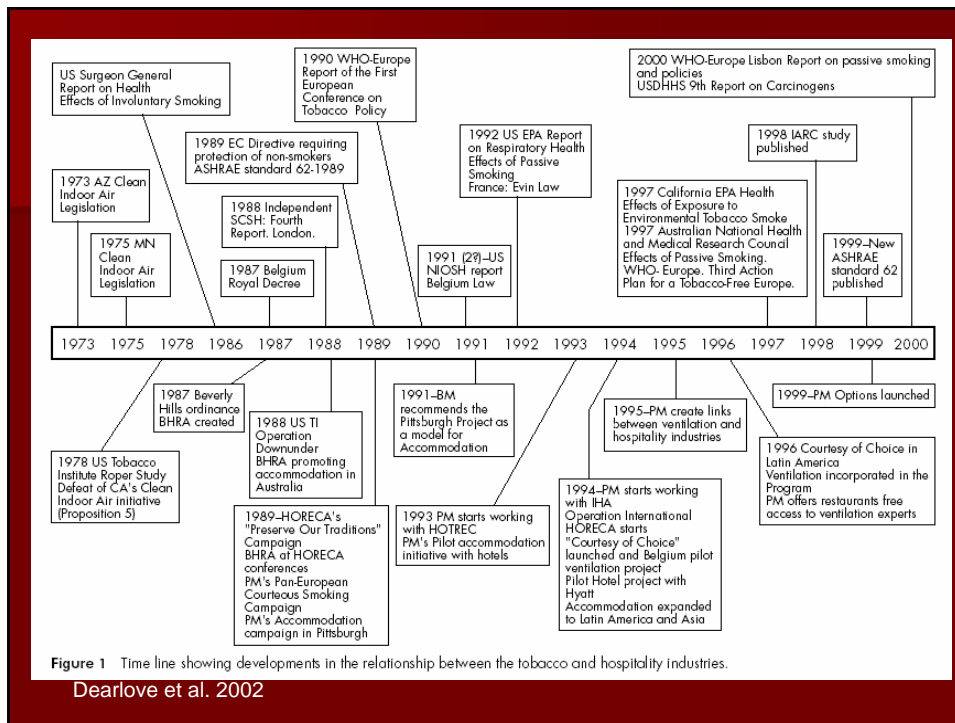 US Surgeon General
Report on Health
Effects of Involuntary Smoking
1990 WHO-Europe
Report of the First
European
Conference on
Tobacco Policy
2000 WHO-Europe Lisbon Report on passive smoking
and policies
USDHHS 9th Report on Carcinogens
1989 EC Directive requiring
protection of non-smokers
ASHRAE standard 62-1989
1992 US EPA Report
on Respiratory Health
Effects of Passive
Smoking
France: Evin Law
1998 IARC study
published
1973 AZ Clean
Indoor Air
Legislation
1988 Independent
SCSH: Fourth
Report. London.
1997 California EPA Health
Effects of Exposure to
Environmental Tobacco Smoke
1997 Australian National Health
and Medical Research Council
Effects of Passive Smoking.
WHO- Europe. Third Action
Plan for a Tobacco-Free Europe.
1975 MN
Clean
Indoor Air
Legislation
1987 Belgium
Royal Decree
1991 (2?)–US
NIOSH report
Belgium Law
1999–New
ASHRAE
standard 62
published
1973 1975 1978 1986 1987 1988 1989 1990 1991 1992 1993 1994 1995 1996 1997 1998 1999 2000
1987 Beverly
Hills ordinance
BHRA created
1991–BM
recommends the
Pittsburgh Project as
a model for
Accommodation
1999–PM Options launched
1988 US TI
Operation
Downunder
BHRA promoting
accommodation in
Australia
1995–PM create links
between ventilation and
hospitality industries
1978 US Tobacco
Institute Roper Study
Defeat of CA's Clean
Indoor Air initiative
(Proposition 5)
1996 Courtesy of Choice in
Latin America
Ventilation incorporated in the
Program
PM offers restaurants free
access to ventilation experts
1989–HORECA's
"Preserve Our Traditions"
Campaign
BHRA at HORECA
conferences
PM's Pan-European
Courteous Smoking
Campaign
PM's Accommodation
campaign in Pittsburgh
1993 PM starts working
with HOTREC
PM's Pilot accommodation
initiative with hotels
1994–PM starts working
with IHA
Operation International
HORECA starts
"Courtesy of Choice"
launched and Belgium pilot
ventilation project
Pilot Hotel project with
Hyatt
Accommodation expanded
to Latin America and Asia
Figure 1 Time line showing developments in the relationship between the tobacco and hospitality industries.
Dearlove et al. 2002